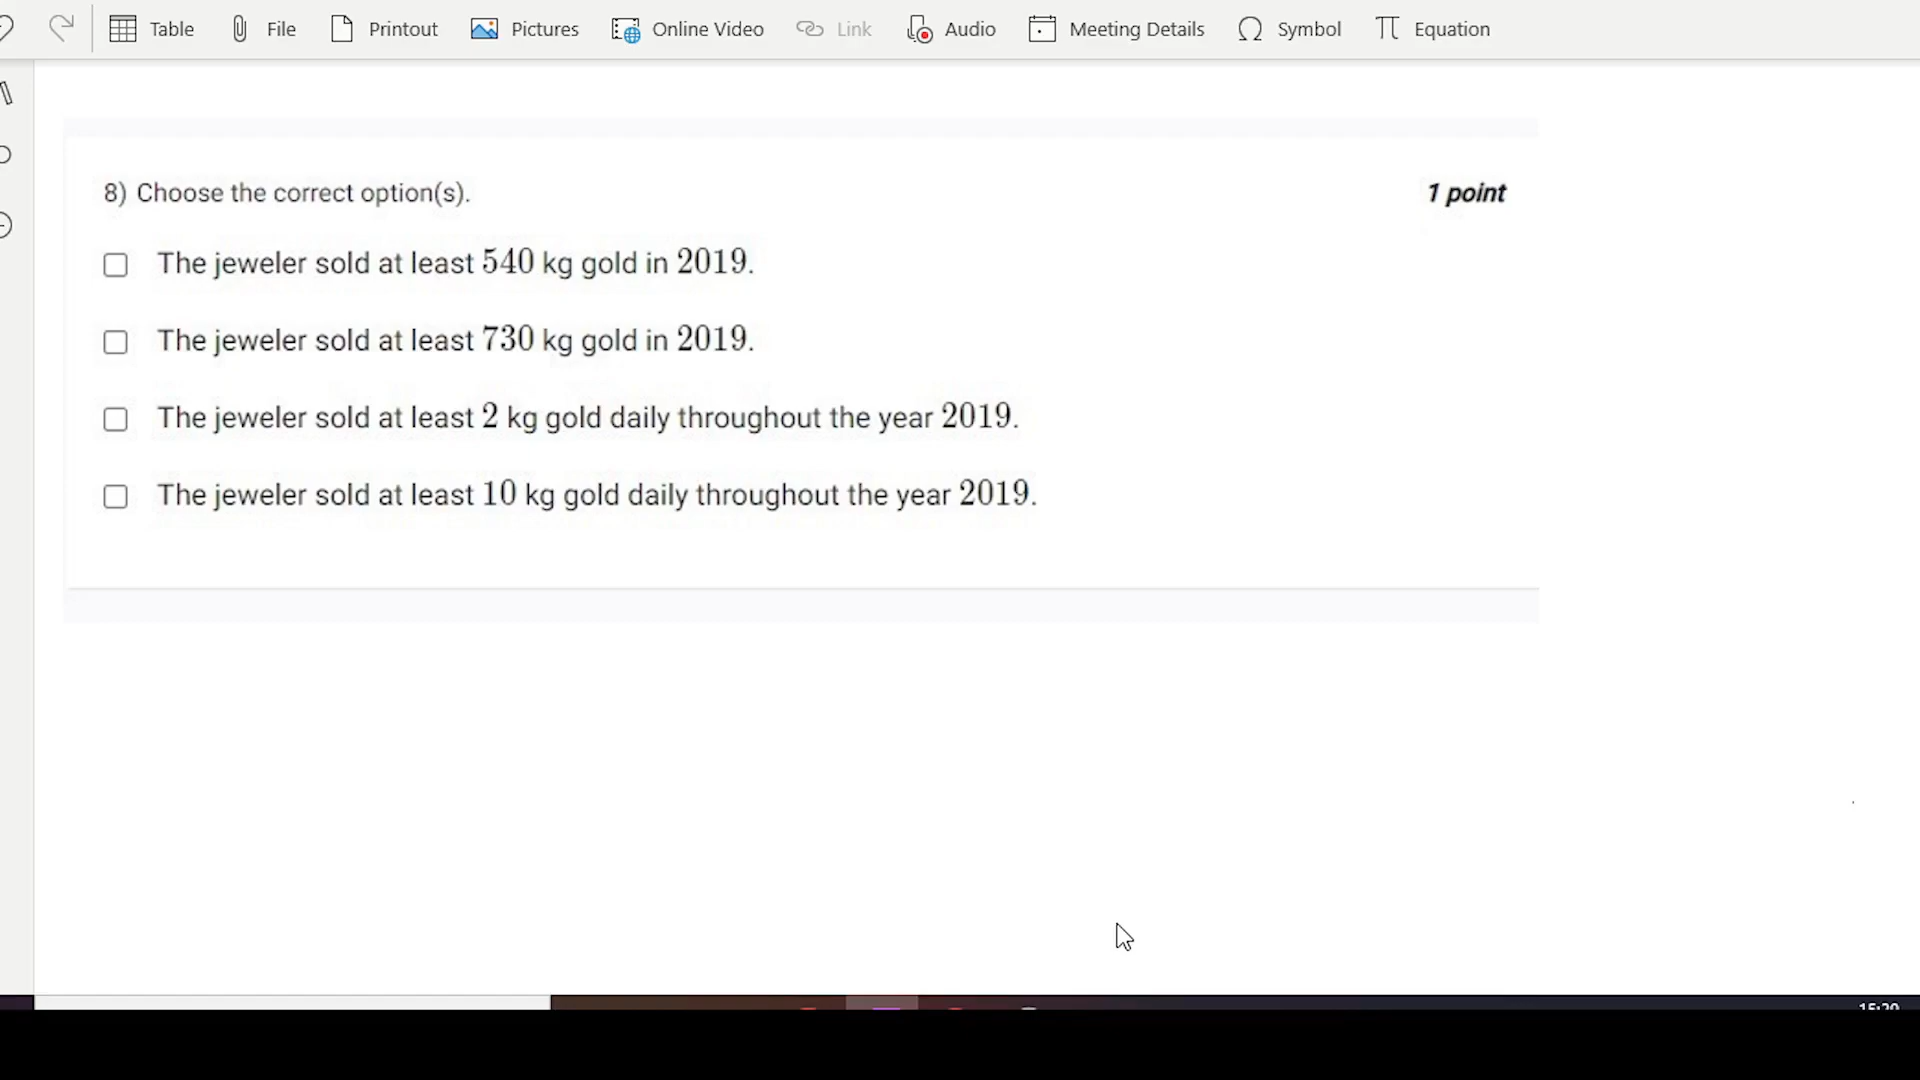 Table File Printout Pictures Online Video Link Audio Meeting Details Symbol Equation
8) Choose the correct option(s). 1 point
The jeweler sold at least 540 kg gold in 2019.
The jeweler sold at least 730 kg gold in 2019.
The jeweler sold at least 2 kg gold daily throughout the year 2019.
The jeweler sold at least 10 kg gold daily throughout the year 2019.